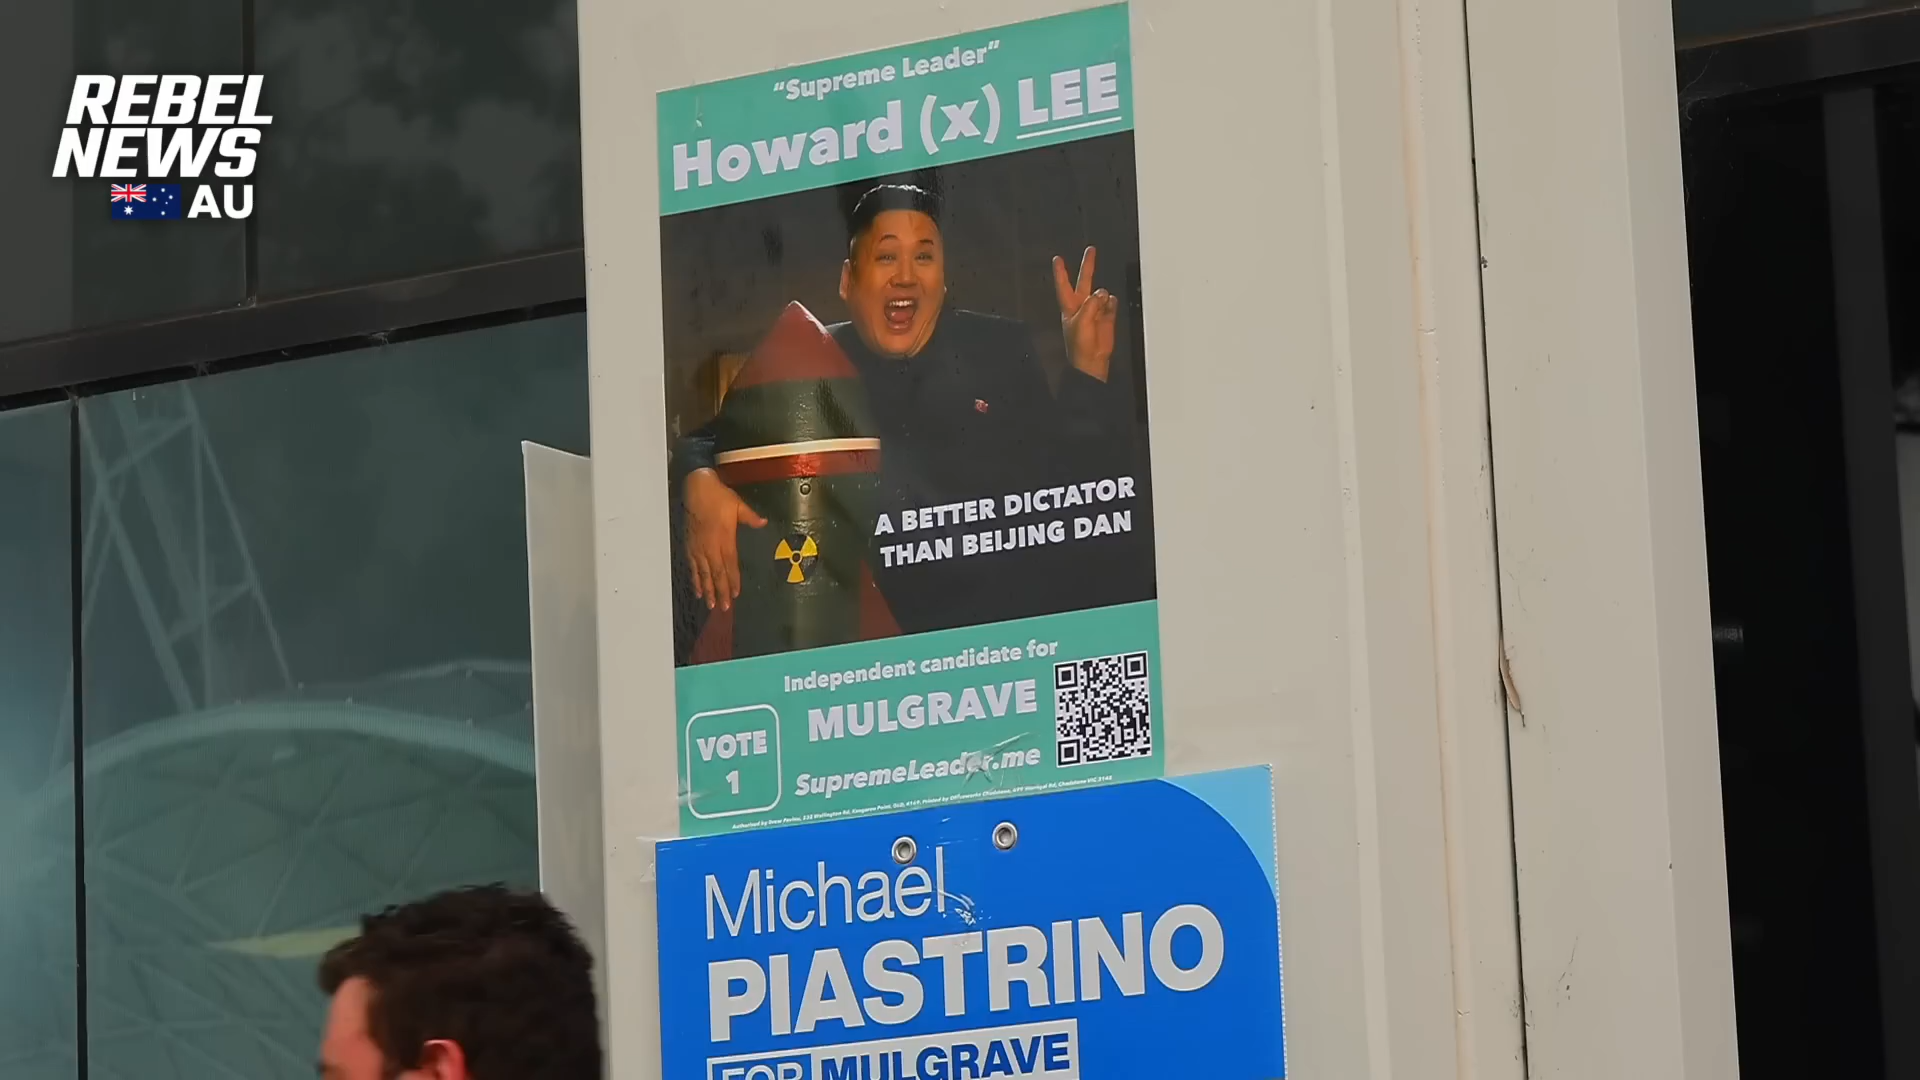 REBEL
NEWS
AU
"Supreme Leader"
Howard (x) LEE
A BETTER DICTATOR
THAN BEIJING DAN
Independent candidate for
MULGRAVE
VOTE
1
SupremeLeader.me
Michael
PIASTRINO
FOR MULGRAVE